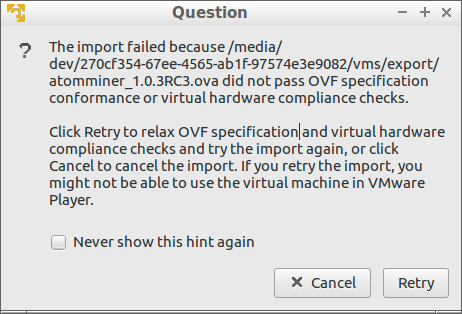 Question
The import failed because /media/
dev/270cf354-67ee-4565-ab1f-97574e3e9082/vms/export/
atomminer_1.0.3RC3.ova did not pass OVF specification
conformance or virtual hardware compliance checks.
Click Retry to relax OVF specification and virtual hardware
compliance checks and try the import again, or click
Cancel to cancel the import. If you retry the import, you
might not be able to use the virtual machine in VMware
Player.
Never show this hint again
Cancel
Retry